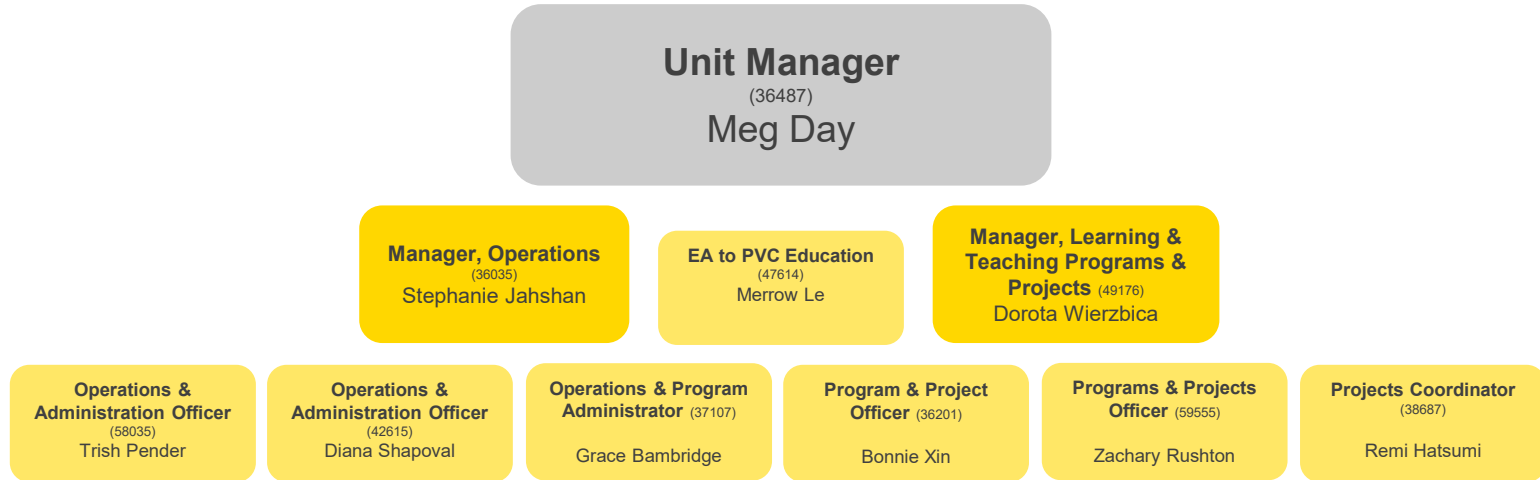 Unit Manager
(36487)
Meg Day
Manager, Operations
(36035)
Stephanie Jahshan
EA to PVC Education
(47614)
Merrow Le
Manager, Learning &
Teaching Programs &
Projects (49176)
Dorota Wierzbica
Operations &
Administration Officer
(58035)
Trish Pender
Operations &
Administration Officer
(42615)
Diana Shapoval
Operations & Program
Administrator (37107)
Grace Bambridge
Program & Project
Officer (36201)
Bonnie Xin
Programs & Projects
Officer (59555)
Zachary Rushton
Projects Coordinator
(38687)
Remi Hatsumi